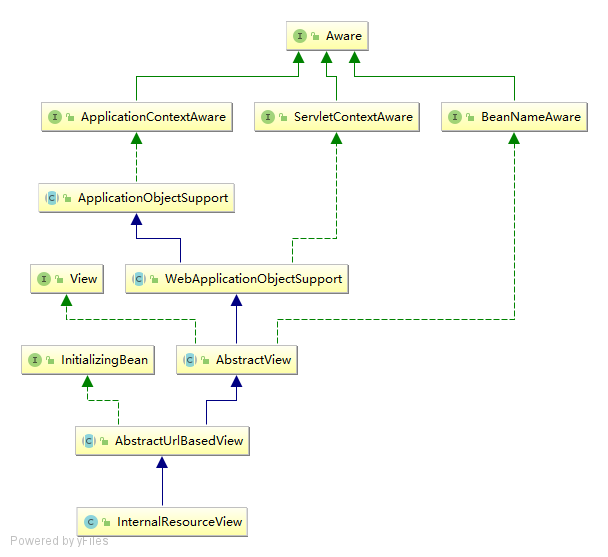 Aware
ApplicationContextAware
ServletContextAware
BeanNameAware
ApplicationObjectSupport
WebApplicationObjectSupport
View
InitializingBean
AbstractView
AbstractUrlBasedView
InternalResourceView
Powered by yFiles